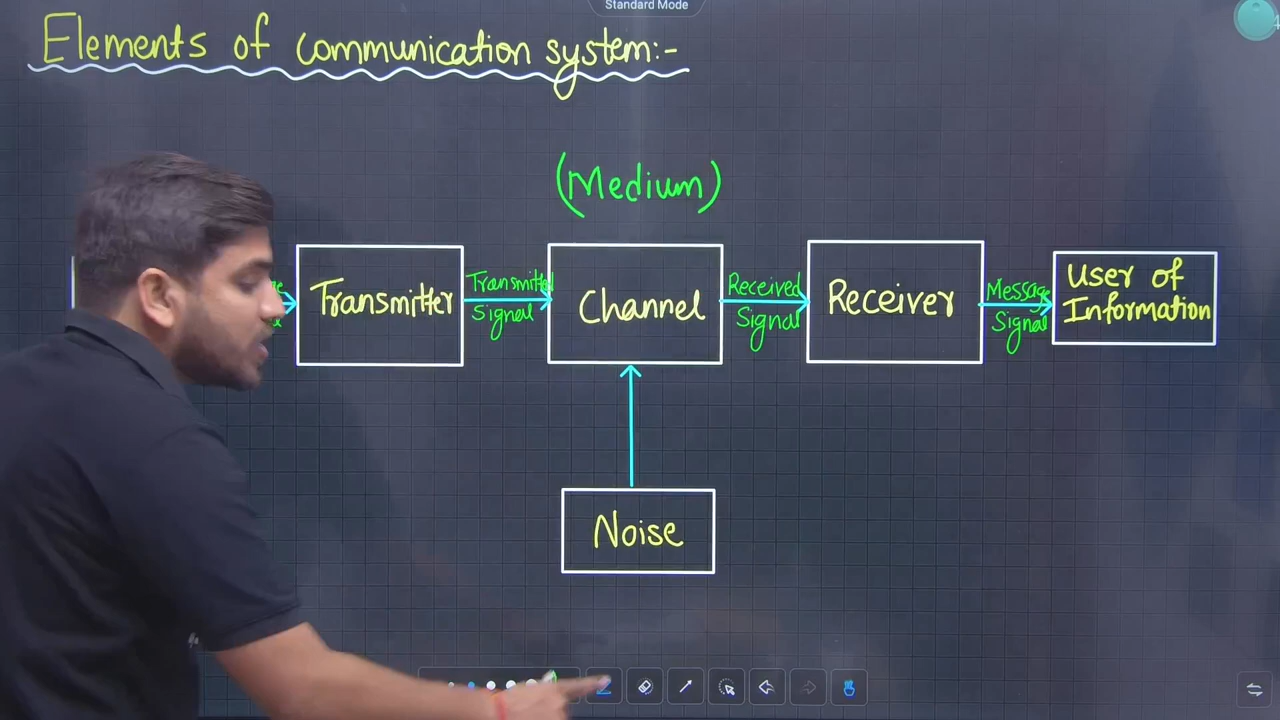 Standard Mode
Elements of communication system:-
(Medium)
Transmitter
Transmitted
Signal
Channel
Received
Signal
Receiver
Message
Signal
User of
Information
Noise